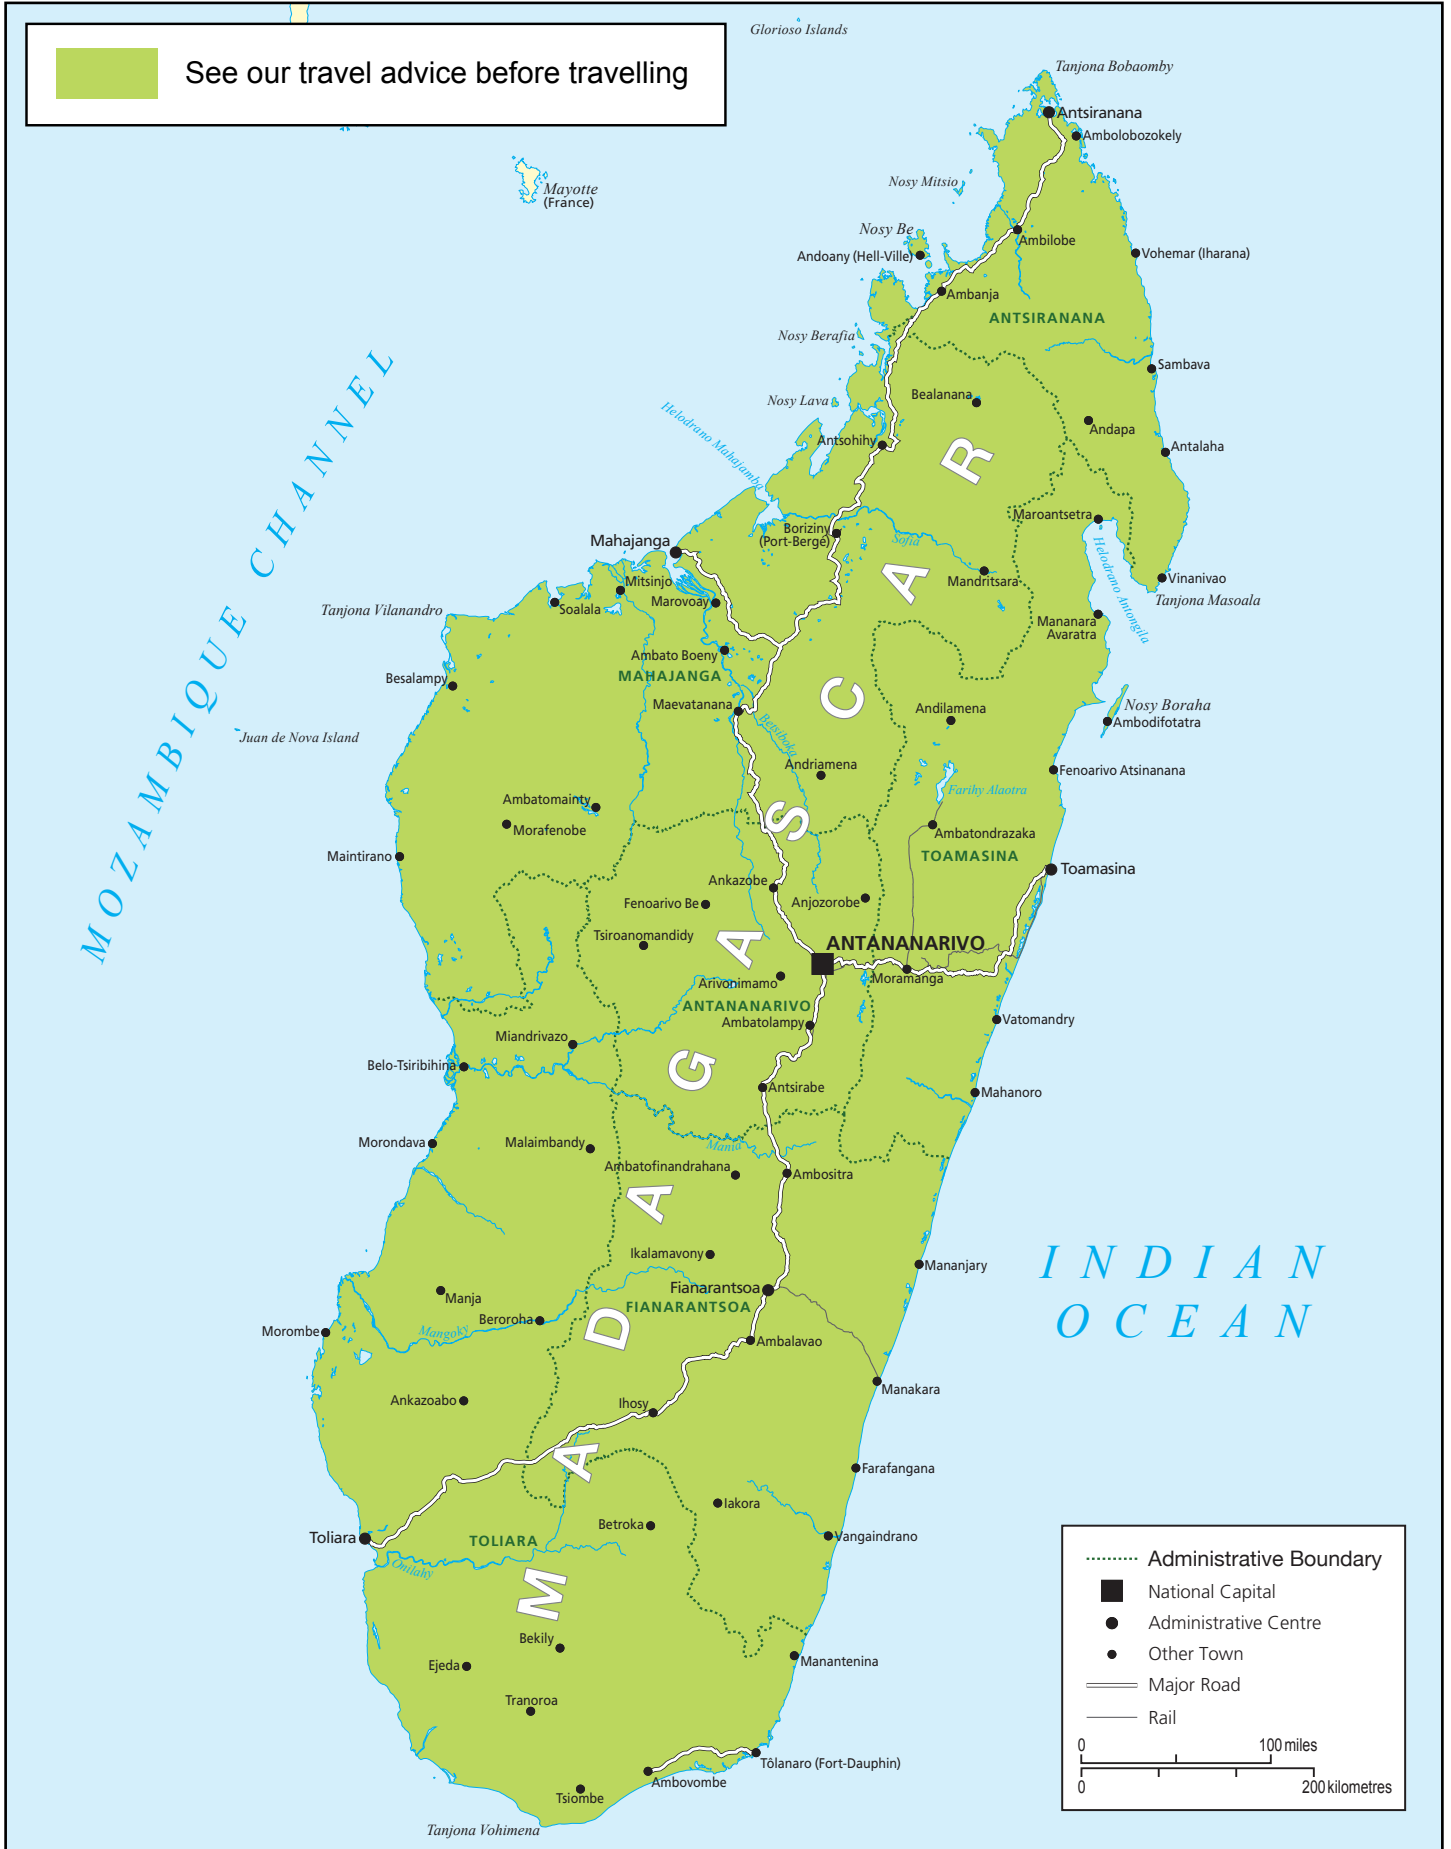 See our travel advice before travelling
Glorioso Islands
Tanjona Bobaomby
Antsiranana
Ambolobozokely
Mayotte
(France)
Nosy Mitsio
Nosy Be
Andoany (Hell-Ville)
Ambilobe
Vohemar (Iharana)
Ambanja
ANTSIRANANA
Nosy Berafia
Sambava
Bealanana
Nosy Lava
Helodrano Mahajamba
Andapa
Antsohihy
Antalaha
MOZAMBIQUE CHANNEL
MADAGASCAR
Maroantsetra
Boriziny
(Port-Bergé)
Sofia
Mahajanga
Helodrano Antongila
Mandritsara
Vinanivao
Mitsinjo
Tanjona Masoala
Marovoay
Soalala
Tanjona Vilanandro
Mananara
Avaratra
Ambato Boeny
MAHAJANGA
Besalampy
Maevatanana
Nosy Boraha
Andilamena
Ambodifotatra
Betsiboka
Juan de Nova Island
Andriamena
Fenoarivo Atsinanana
Farihy Alaotra
Ambatomainty
Morafenobe
Ambatondrazaka
Maintirano
TOAMASINA
Toamasina
Ankazobe
Fenoarivo Be
Anjozorobe
Tsiroanomandidy
ANTANANARIVO
Moramanga
Arivonimamo
ANTANANARIVO
Ambatolampy
Vatomandry
Miandrivazo
Belo-Tsiribihina
Antsirabe
Mahanoro
Morondava
Malaimbandy
Mania
Ambatofinandrahana
Ambositra
Ikalamavony
Mananjary
INDIAN
OCEAN
Fianarantsoa
Manja
FIANARANTSOA
Beroroha
Morombe
Mangoky
Ambalavao
Manakara
Ankazoabo
Ihosy
Farafangana
Iakora
Betroka
Vangaindrano
Toliara
TOLIARA
Onilahy
Bekily
Ejeda
Manantenina
Tranoroa
Tôlanaro (Fort-Dauphin)
Ambovombe
Tsiombe
Tanjona Vohimena
Administrative Boundary
National Capital
Administrative Centre
Other Town
Major Road
Rail
0 100 miles
0 200 kilometres